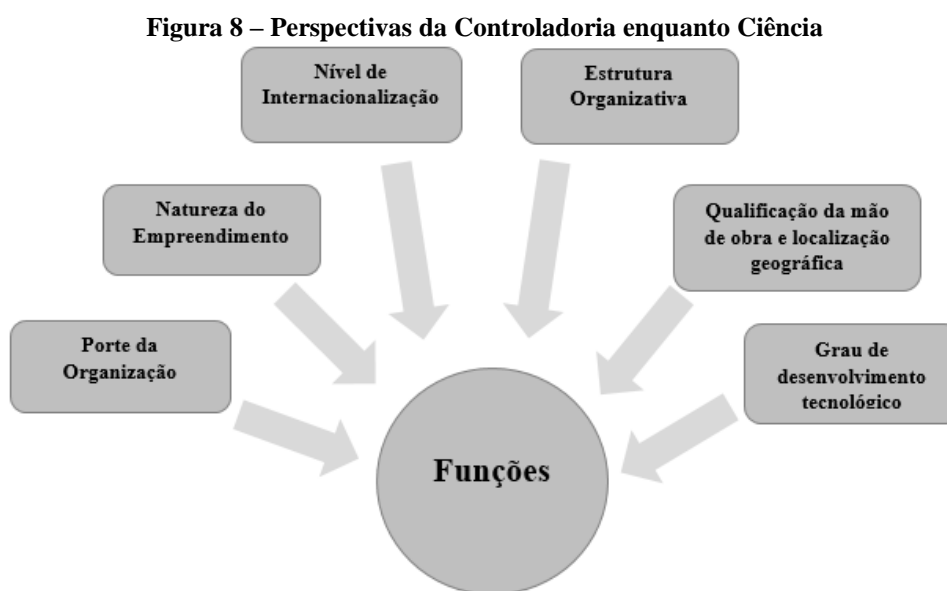 Figura 8 – Perspectivas da Controladoria enquanto Ciência
Nível de
Internacionalização
Estrutura
Organizativa
Natureza do
Empreendimento
Qualificação da mão
de obra e localização
geográfica
Porte da
Organização
Grau de
desenvolvimento
tecnológico
Funções